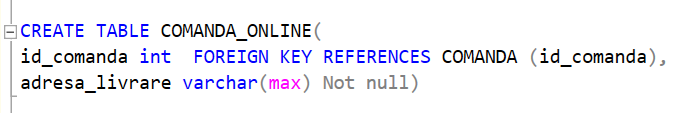 CREATE TABLE COMANDA_ONLINE(
id_comanda int  FOREIGN KEY REFERENCES COMANDA (id_comanda),
adresa_livrare varchar(max) Not null)